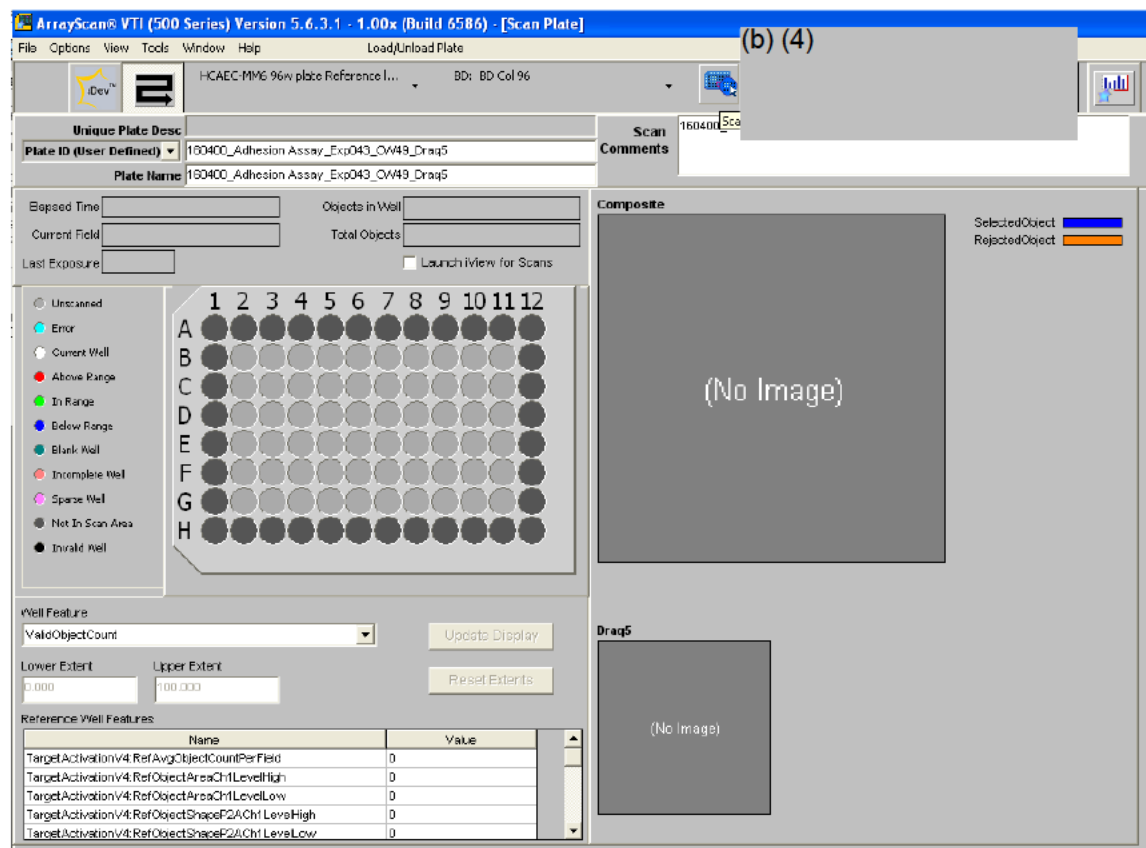 ArrayScan® VTI (500 Series) Version 5.6.3.1 - 1.00x (Build 6586) - [Scan Plate]
File Options View Tools Window Help Load/Unload Plate
(b) (4)
iDev™
HCAEC-MM6 96w plate Reference l...
BD: BD Col 96
Unique Plate Desc
Plate ID (User Defined) 160400_Adhesion Assay_Exp043_CW49_Draq5
Plate Name 160400_Adhesion Assay_Exp043_CW49_Draq5
Scan Comments
160400_
Sca
Elapsed Time
Objects in Well
Current Field
Total Objects
Last Exposure
Launch iView for Scans
Unscanned
Error
Current Well
Above Range
In Range
Below Range
Blank Well
Incomplete Well
Sparse Well
Not In Scan Area
Invalid Well
1 2 3 4 5 6 7 8 9 10 11 12
A
B
C
D
E
F
G
H
Composite
SelectedObject
RejectedObject
(No Image)
Well Feature
ValidObjectCount
Update Display
Lower Extent Upper Extent
0.000 100.000
Reset Extents
Reference Well Features
Name Value
TargetActivationV4:RefAvgObjectCountPerField 0
TargetActivationV4:RefObjectAreaCh1LevelHigh 0
TargetActivationV4:RefObjectAreaCh1LevelLow 0
TargetActivationV4:RefObjectShapeP2ACh1LevelHigh 0
TargetActivationV4:RefObjectShapeP2ACh1LevelLow 0
Draq5
(No Image)